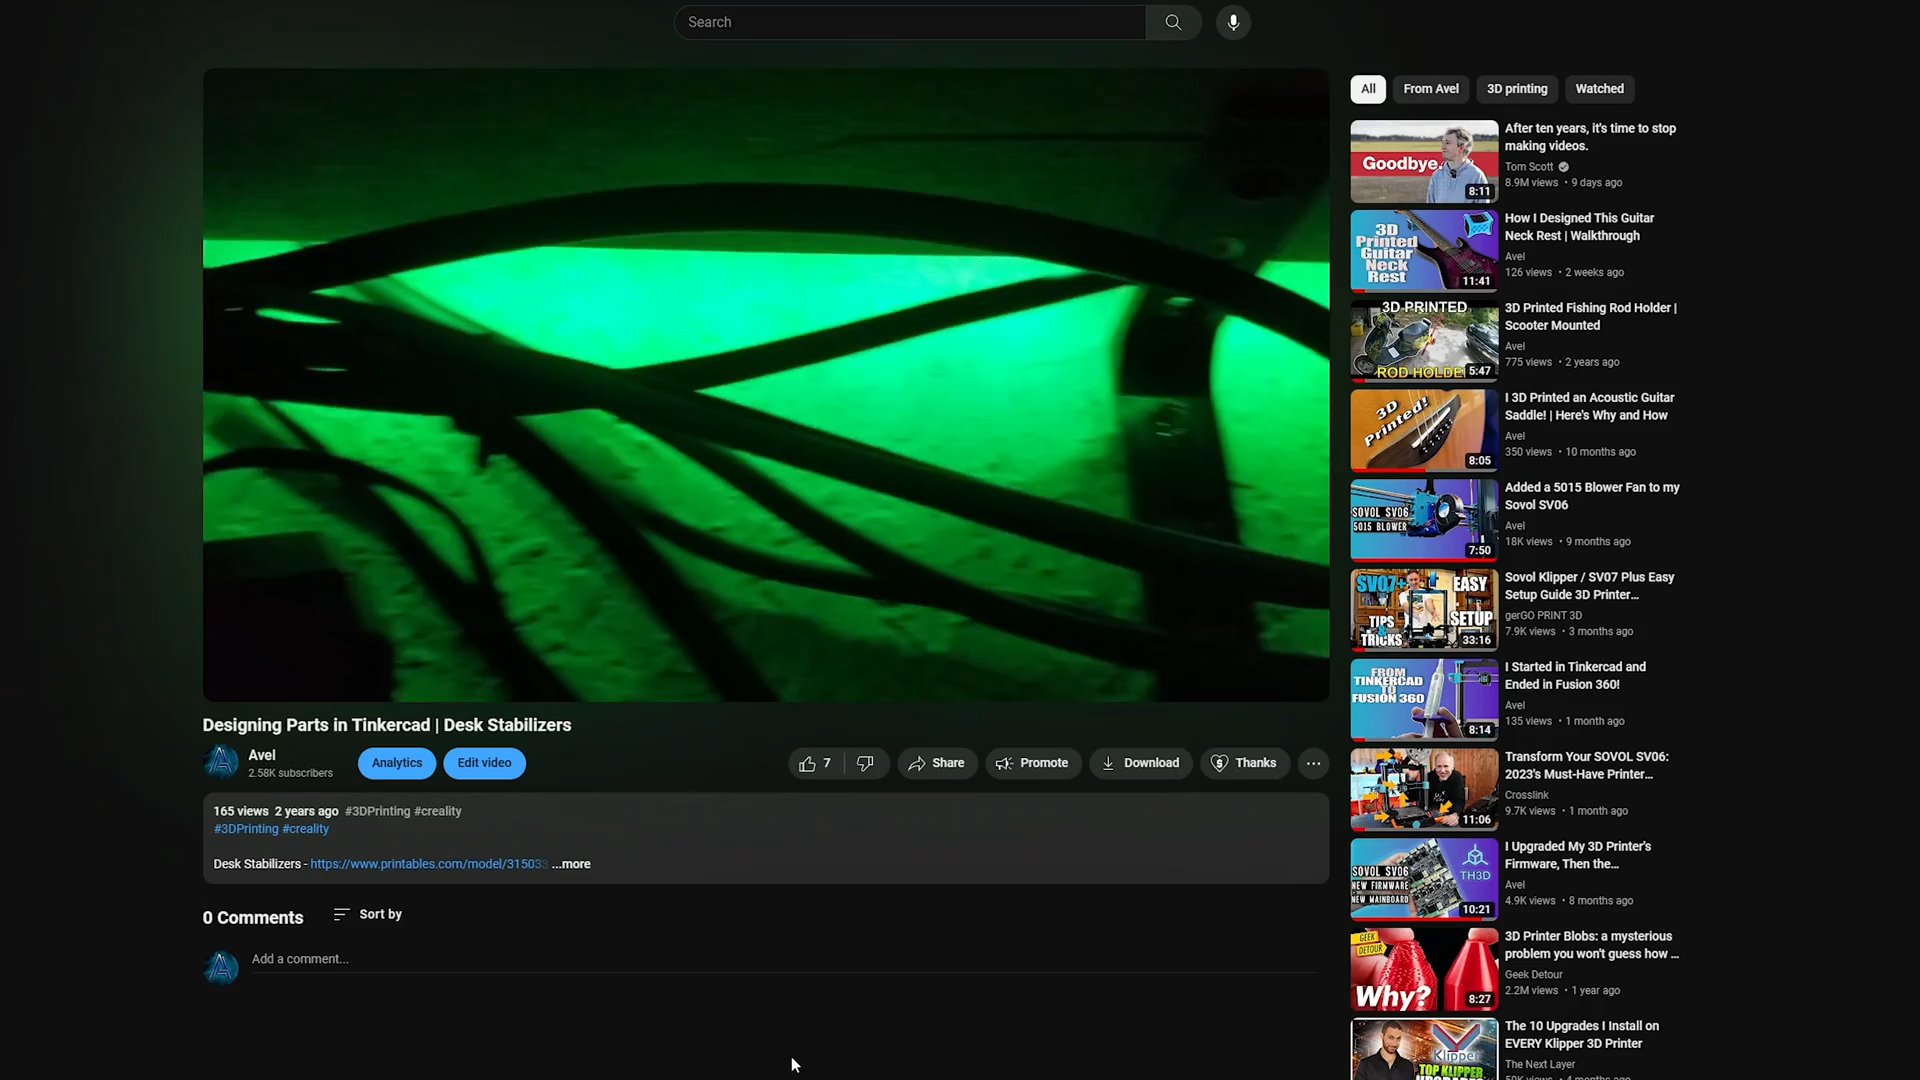 Search
All
From Avel
3D printing
Watched
Goodbye.
8:11
After ten years, it's time to stop
making videos.
Tom Scott
8.9M views • 9 days ago
3D
Printed
Guitar
Neck
Rest
11:41
How I Designed This Guitar
Neck Rest | Walkthrough
Avel
126 views • 2 weeks ago
3D PRINTED
5:47
3D Printed Fishing Rod Holder |
Scooter Mounted
Avel
775 views • 2 years ago
3D
Printed!
8:05
I 3D Printed an Acoustic Guitar
Saddle! | Here's Why and How
Avel
350 views • 10 months ago
SOVOL SV06
5015 BLOWER
7:50
Added a 5015 Blower Fan to my
Sovol SV06
Avel
18K views • 9 months ago
SV07+
EASY
SETUP
TIPS
&
TRICKS
33:16
Sovol Klipper / SV07 Plus Easy
Setup Guide 3D Printer...
gerGO PRINT 3D
7.9K views • 3 months ago
FROM
TINKERCAD
TO
FUSION 360
8:14
I Started in Tinkercad and
Ended in Fusion 360!
Avel
135 views • 1 month ago
11:06
Transform Your SOVOL SV06:
2023's Must-Have Printer...
Crosslink
9.7K views • 1 month ago
SOVOL SV06
NEW FIRMWARE
NEW MAINBOARD
TH3D
10:21
I Upgraded My 3D Printer's
Firmware, Then the...
Avel
4.9K views • 8 months ago
GEEK
DETOUR
Why?
8:27
3D Printer Blobs: a mysterious
problem you won't guess how ...
Geek Detour
2.2M views • 1 year ago
Klipper
TOP KLIPPER
The 10 Upgrades I Install on
EVERY Klipper 3D Printer
The Next Layer
Designing Parts in Tinkercad | Desk Stabilizers
Avel
2.58K subscribers
Analytics
Edit video
7
Share
Promote
Download
Thanks
165 views 2 years ago #3DPrinting #creality
#3DPrinting #creality
Desk Stabilizers - https://www.printables.com/model/31503 ...more
0 Comments
Sort by
Add a comment...